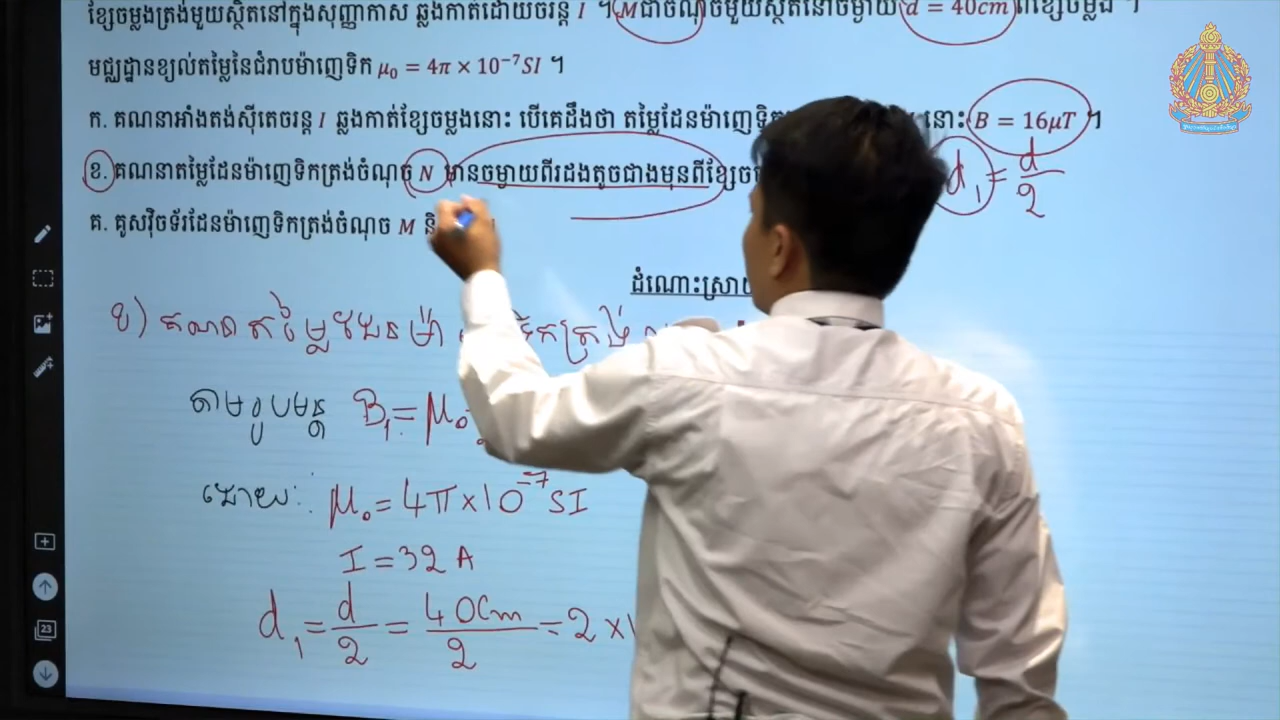 ខ្សែចម្លងត្រង់មួយស្ថិតនៅក្នុងសុញ្ញាកាស ឆ្លងកាត់ដោយចរន្ត I ។ M ជាចំណុចមួយស្ថិតនៅចម្ងាយ d = 40cm ពីខ្សែចម្លង ។
មជ្ឈដ្ឋានខ្យល់តម្លៃនៃជំរាបម៉ាញេទិក μ₀ = 4π × 10⁻⁷SI ។
ក. គណនាអាំងតង់ស៊ីតេចរន្ត I ឆ្លងកាត់ខ្សែចម្លងនោះ បើគេដឹងថា តម្លៃដែនម៉ាញេទិក នោះ B = 16μT ។
ខ. គណនាតម្លៃដែនម៉ាញេទិកត្រង់ចំណុច N មានចម្ងាយពីរដងតូចជាងមុនពីខ្សែ d₁ = d/2
គ. គូសវ៉ិចទ័រដែនម៉ាញេទិកត្រង់ចំណុច M
ដំណោះស្រាយ
ខ) គណនាតម្លៃដែនម៉ា ទិកត្រង់
តាមរូបមន្ត B₁ = μ₀
ដោយ: μ₀ = 4π×10⁻⁷ SI
I = 32 A
d₁ = d/2 = 40cm/2 = 2 ×
23